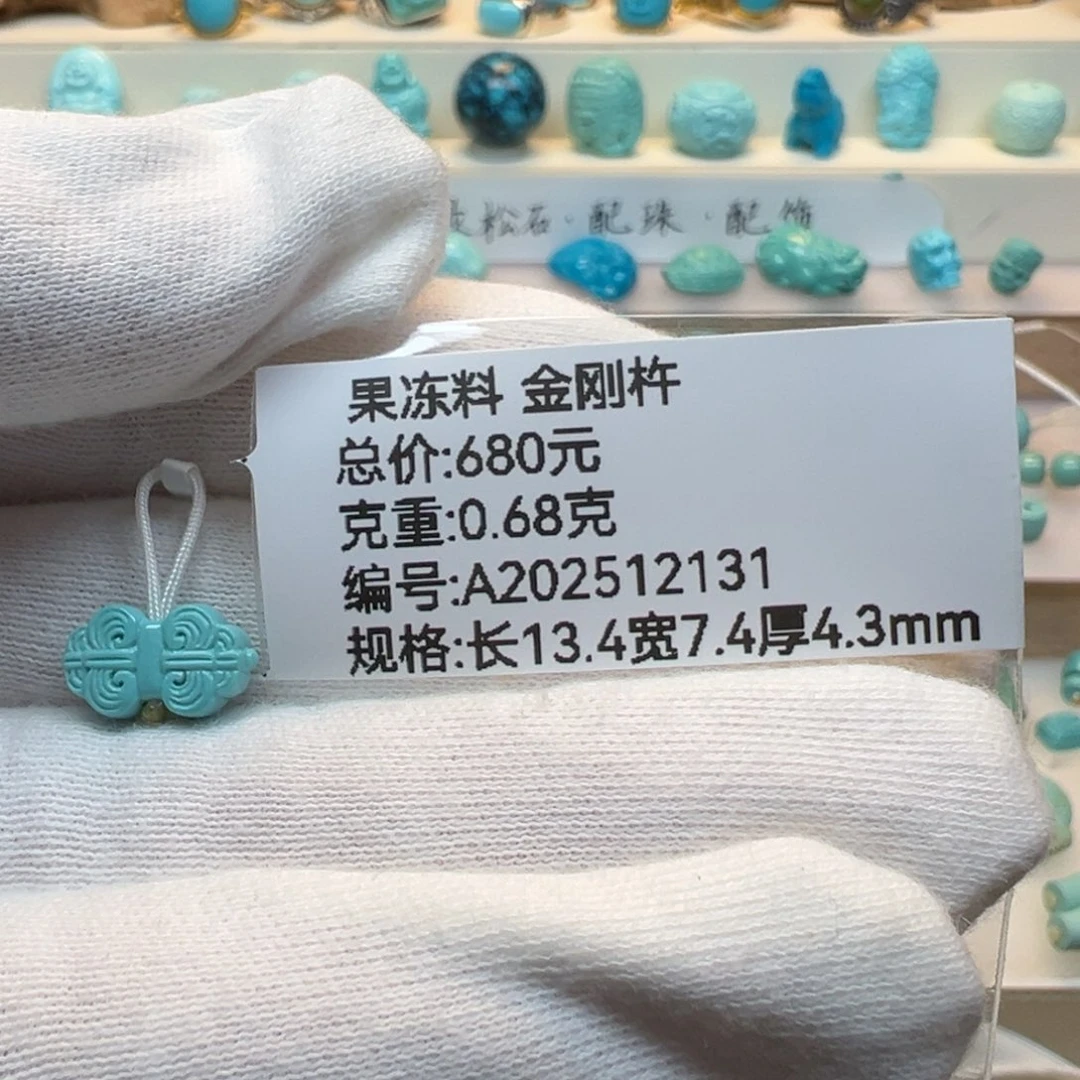 松石·配珠·配饰
果冻料 金刚杵
总价:680元
克重:0.68克
编号:A202512131
规格:长13.4宽7.4厚4.3mm